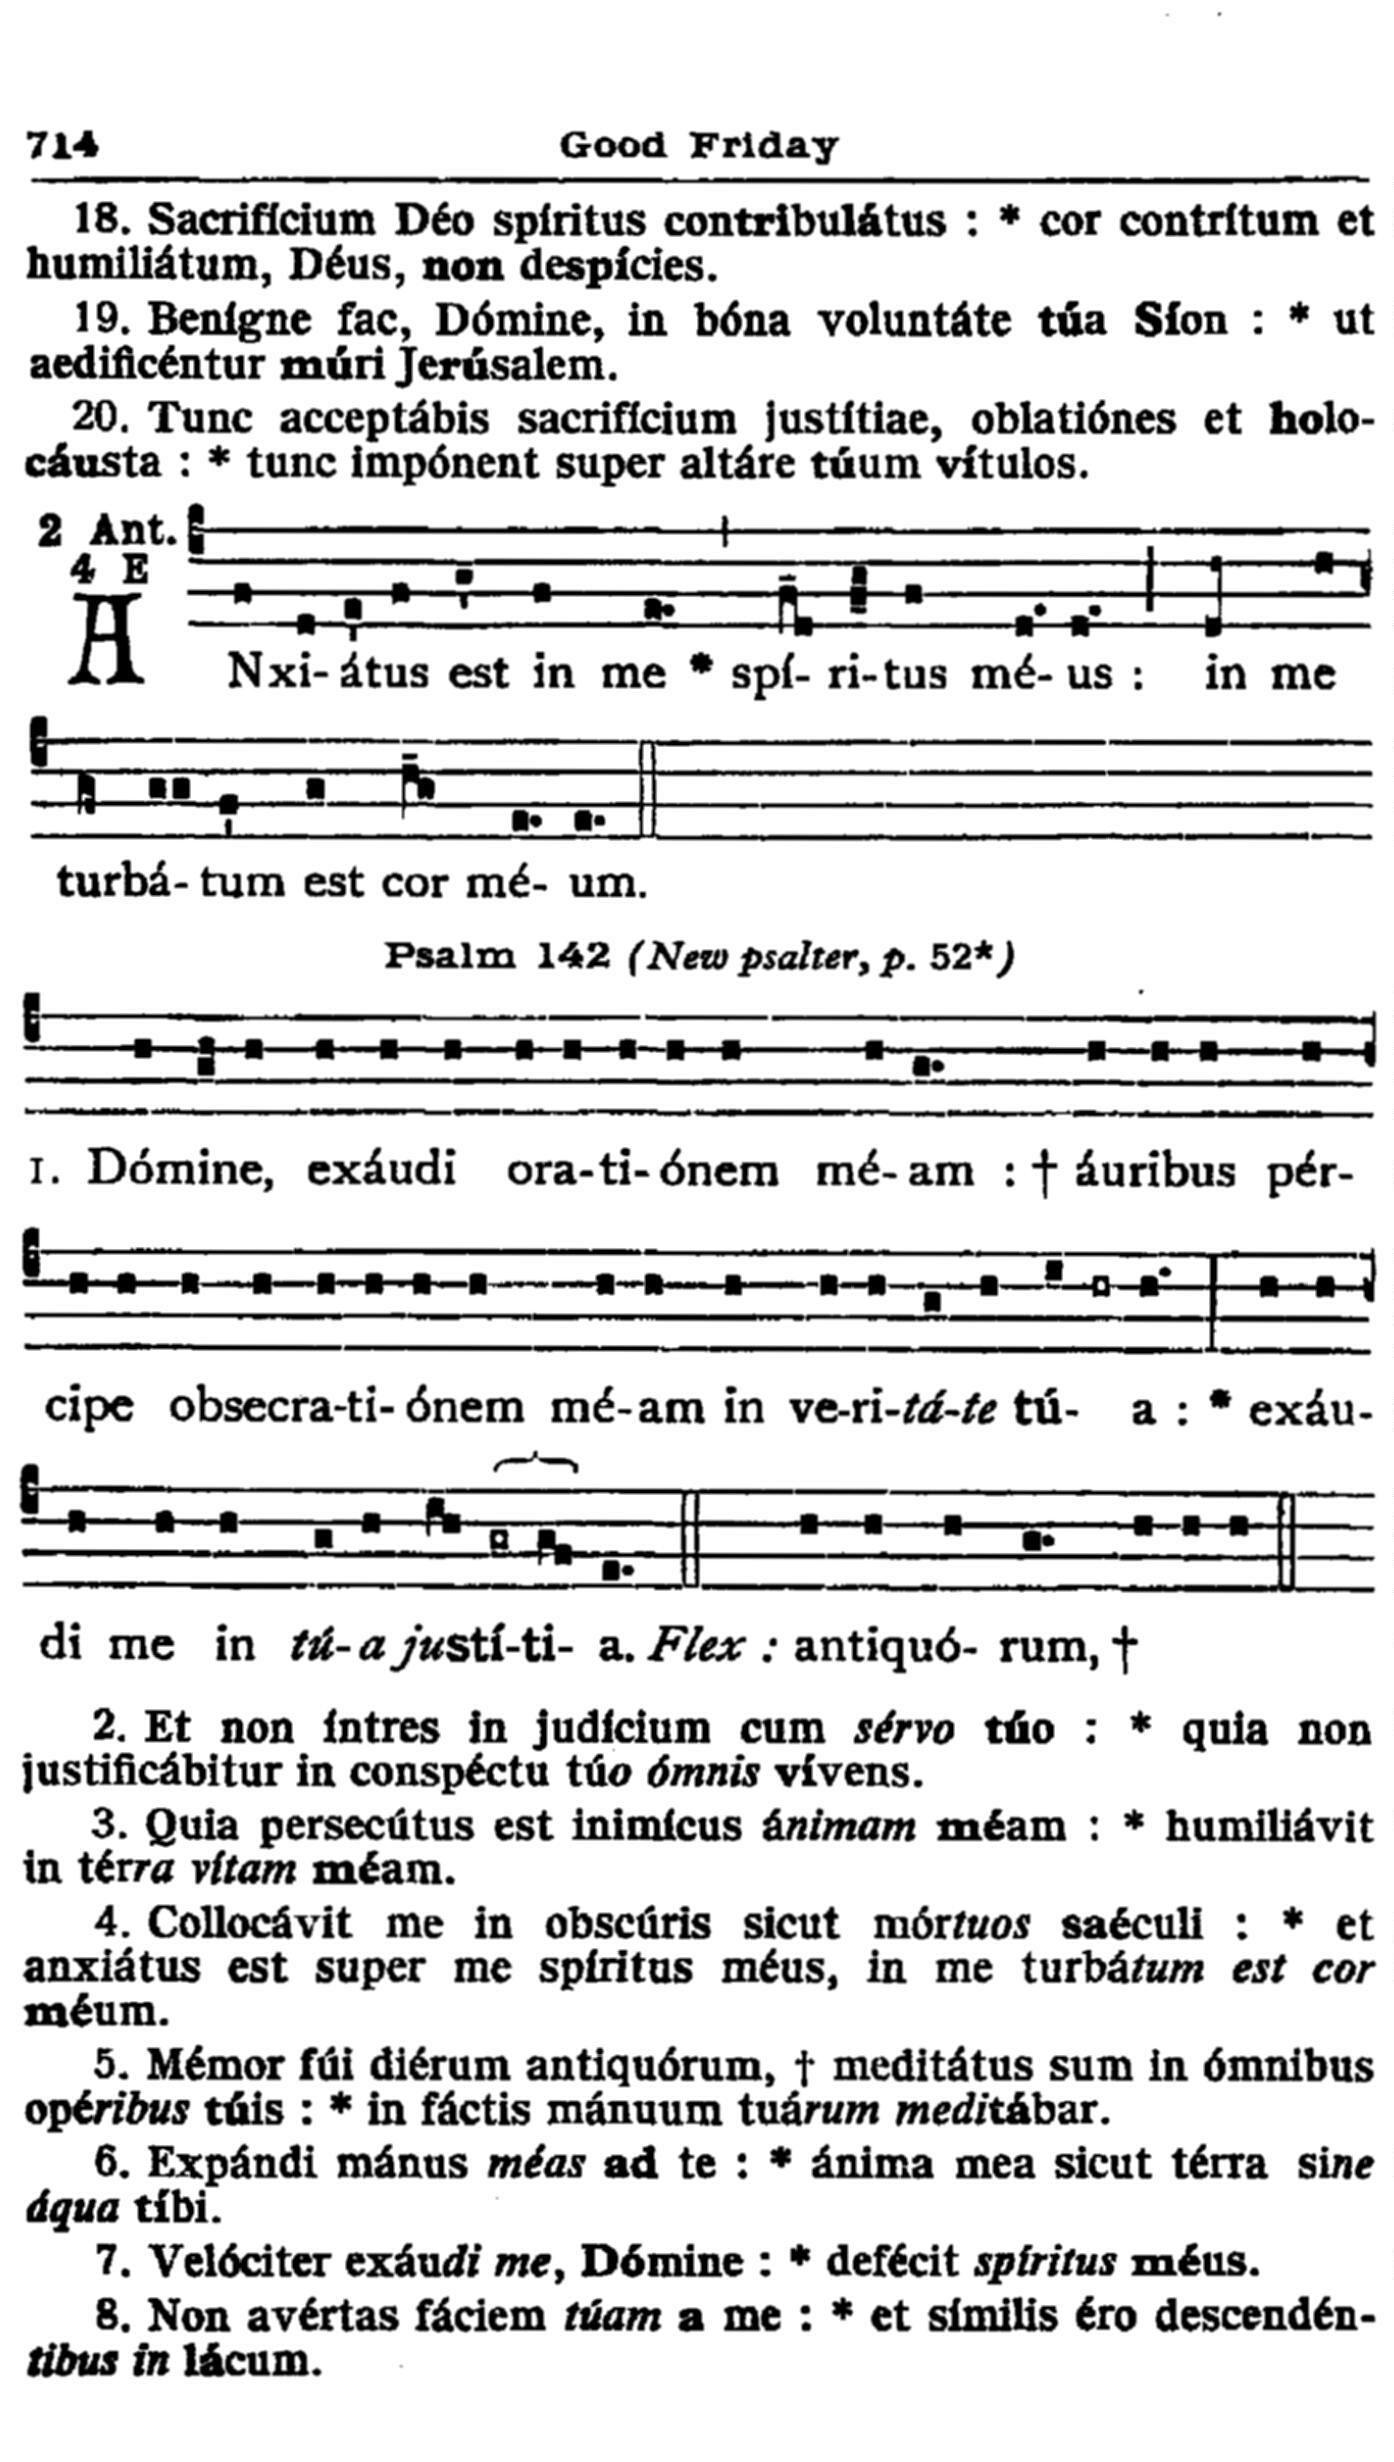 714 Good Friday
18. Sacrifícium Déo spíritus contribulátus : * cor contrítum et
humiliátum, Déus, non despícies.
19. Benígne fac, Dómine, in bóna voluntáte túa Síon : * ut
aedificéntur múri Jerúsalem.
20. Tunc acceptábis sacrifícium justítiae, oblatiónes et holo-
cáusta : * tunc impónent super altáre túum vítulos.
2 Ant.
4 E
ANxi- átus est in me * spí- ri-tus mé- us : in me
turbá- tum est cor mé- um.
Psalm 142 (New psalter, p. 52*)
1. Dómine, exáudi ora-ti- ónem mé- am : † áuribus pér-
cipe obsecra-ti- ónem mé-am in ve-ri-tá-te tú- a : * exáu-
di me in tú- a justí-ti- a. Flex : antiquó- rum, †
2. Et non íntres in judícium cum sérvo túo : * quia non
justificábitur in conspéctu túo ómnis vívens.
3. Quia persecútus est inimícus ánimam méam : * humiliávit
in térra vítam méam.
4. Collocávit me in obscúris sicut mórtuos saéculi : * et
anxiátus est super me spíritus méus, in me turbátum est cor
méum.
5. Mémor fúi diérum antiquórum, † meditátus sum in ómnibus
opéribus túis : * in fáctis mánuum tuárum meditábar.
6. Expándi mánus méas ad te : * ánima mea sicut térra sine
áqua tíbi.
7. Velóciter exáudi me, Dómine : * defécit spíritus méus.
8. Non avértas fáciem túam a me : * et símilis éro descendén-
tibus in lácum.